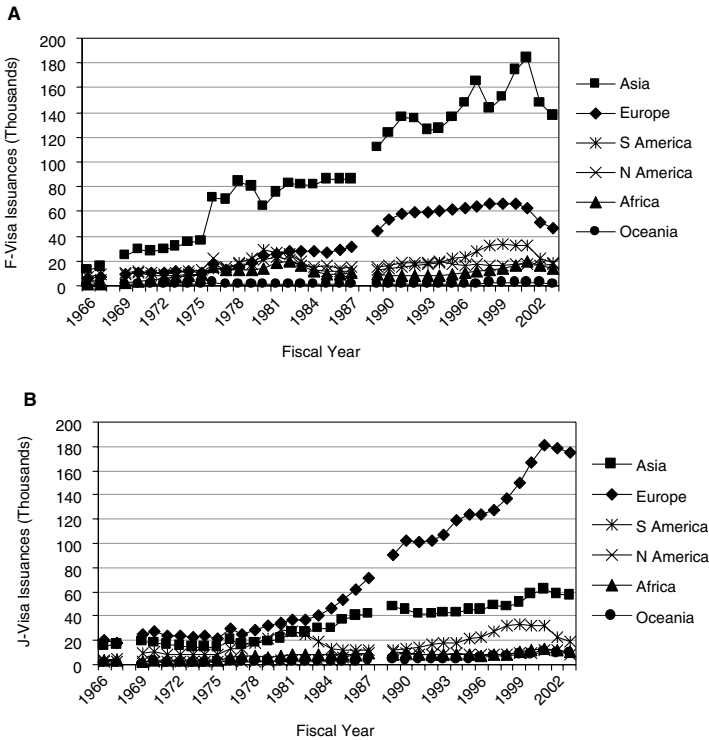 A
F-Visa Issuances (Thousands)
200
180
160
140
120
100
80
60
40
20
0
1966
1969
1972
1975
1978
1981
1984
1987
1990
1993
1996
1999
2002
Fiscal Year
Asia
Europe
S America
N America
Africa
Oceania
B
J-Visa Issuances (Thousands)
200
180
160
140
120
100
80
60
40
20
0
1966
1969
1972
1975
1978
1981
1984
1987
1990
1993
1996
1999
2002
Fiscal Year
Asia
Europe
S America
N America
Africa
Oceania